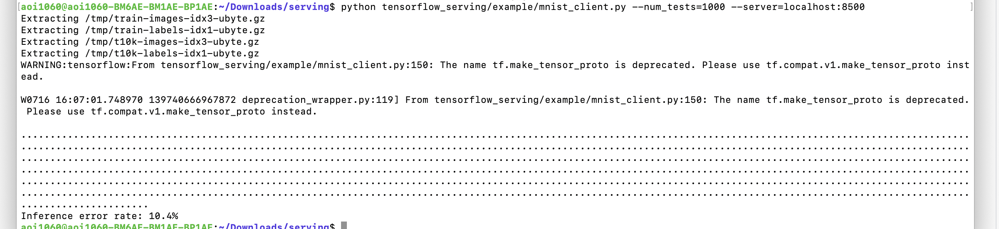 [aoi1060@aoi1060-BM6AE-BM1AE-BP1AE:~/Downloads/serving$ python tensorflow_serving/example/mnist_client.py --num_tests=1000 --server=localhost:8500 ]
Extracting /tmp/train-images-idx3-ubyte.gz
Extracting /tmp/train-labels-idx1-ubyte.gz
Extracting /tmp/t10k-images-idx3-ubyte.gz
Extracting /tmp/t10k-labels-idx1-ubyte.gz
WARNING:tensorflow:From tensorflow_serving/example/mnist_client.py:150: The name tf.make_tensor_proto is deprecated. Please use tf.compat.v1.make_tensor_proto inst
ead.
W0716 16:07:01.748970 139740666967872 deprecation_wrapper.py:119] From tensorflow_serving/example/mnist_client.py:150: The name tf.make_tensor_proto is deprecated.
 Please use tf.compat.v1.make_tensor_proto instead.
...................................................................................................................................................................
...................................................................................................................................................................
...................................................................................................................................................................
...................................................................................................................................................................
...................................................................................................................................................................
...................................................................................................................................................................
......................
Inference error rate: 10.4%
aoi1060@aoi1060-BM6AE-BM1AE-BP1AE:~/Downloads/serving$